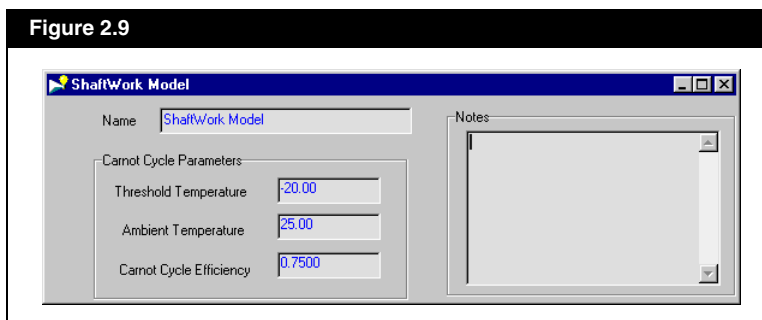 Figure 2.9
ShaftWork Model
Name ShaftWork Model
Carnot Cycle Parameters
Threshold Temperature -20.00
Ambient Temperature 25.00
Carnot Cycle Efficiency 0.7500
Notes